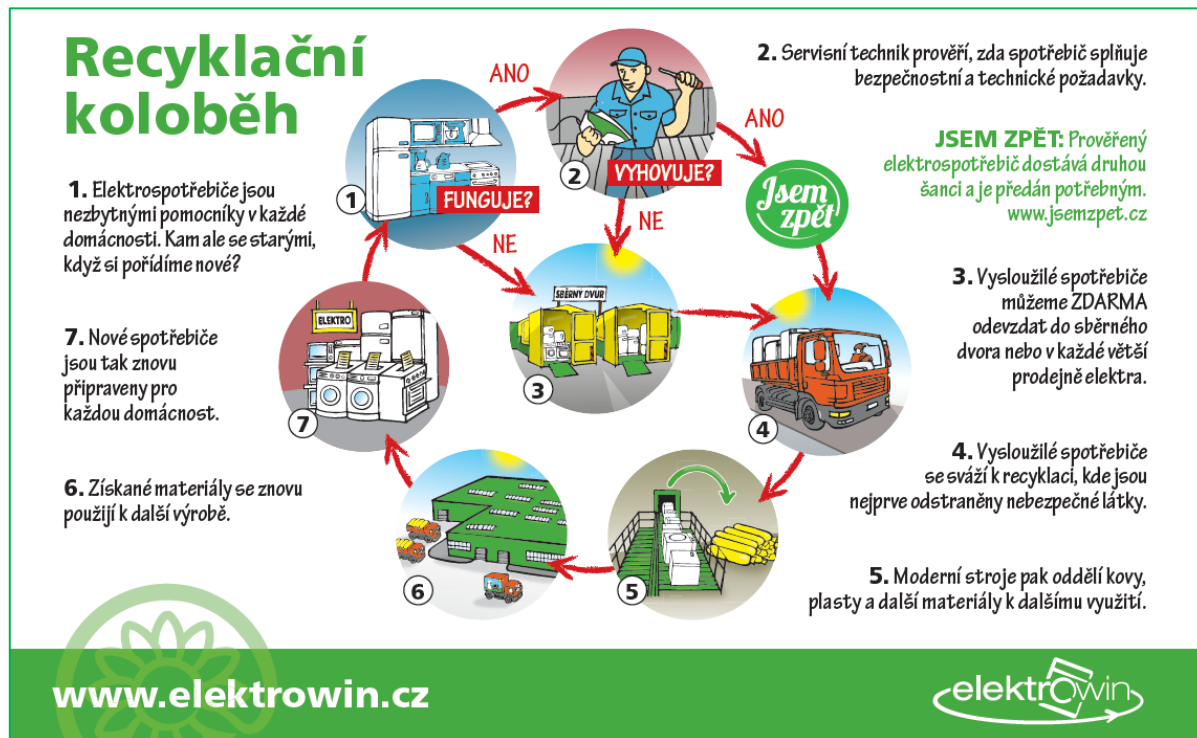 Recyklační
koloběh
1. Elektrospotřebiče jsou
nezbytnými pomocníky v každé
domácnosti. Kam ale se starými,
když si pořídíme nové?
7. Nové spotřebiče
jsou tak znovu
připraveny pro
každou domácnost.
6. Získané materiály se znovu
použijí k další výrobě.
ANO
1
FUNGUJE?
NE
2
VYHOVUJE?
ANO
NE
Jsem
zpět
SBĚRNÝ DVUR
3
4
5
6
ELEKTRO
7
2. Servisní technik prověří, zda spotřebič splňuje
bezpečnostní a technické požadavky.
JSEM ZPĚT: Prověřený
elektrospotřebič dostává druhou
šanci a je předán potřebným.
www.jsemzpet.cz
3. Vysloužilé spotřebiče
můžeme ZDARMA
odevzdat do sběrného
dvora nebo v každé větší
prodejně elektra.
4. Vysloužilé spotřebiče
se sváží k recyklaci, kde jsou
nejprve odstraněny nebezpečné látky.
5. Moderní stroje pak oddělí kovy,
plasty a další materiály k dalšímu využití.
www.elektrowin.cz
elektrowin